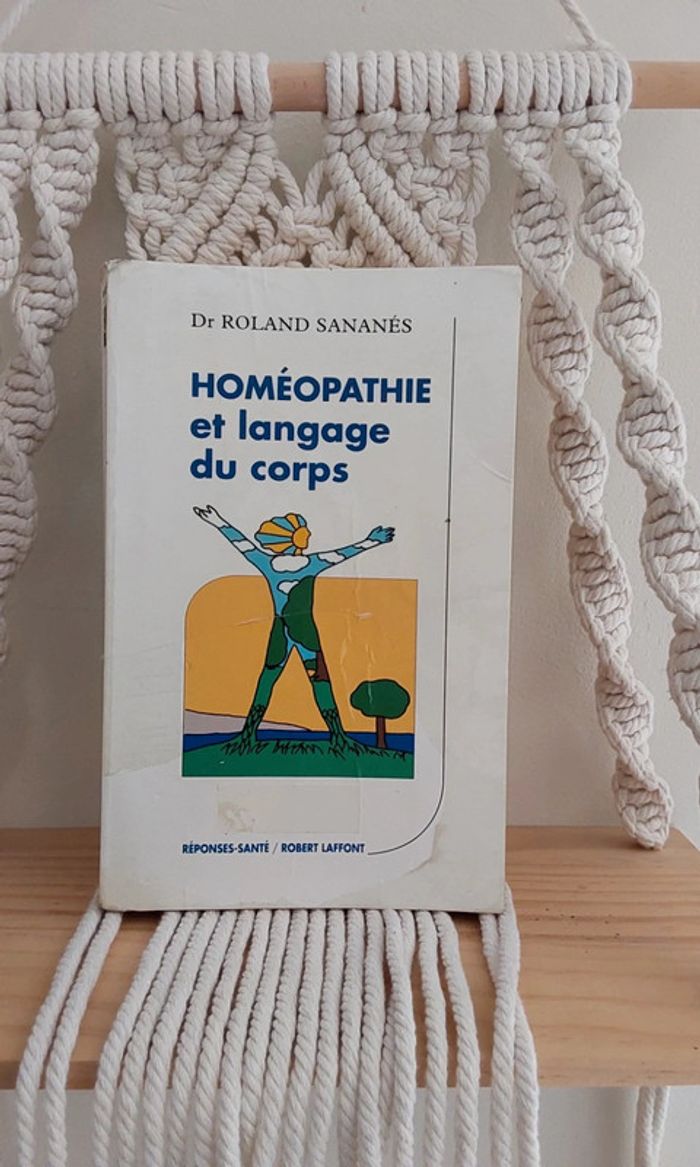 Dr ROLAND SANANÉS
HOMÉOPATHIE
et langage
du corps
RÉPONSES-SANTÉ / ROBERT LAFFONT